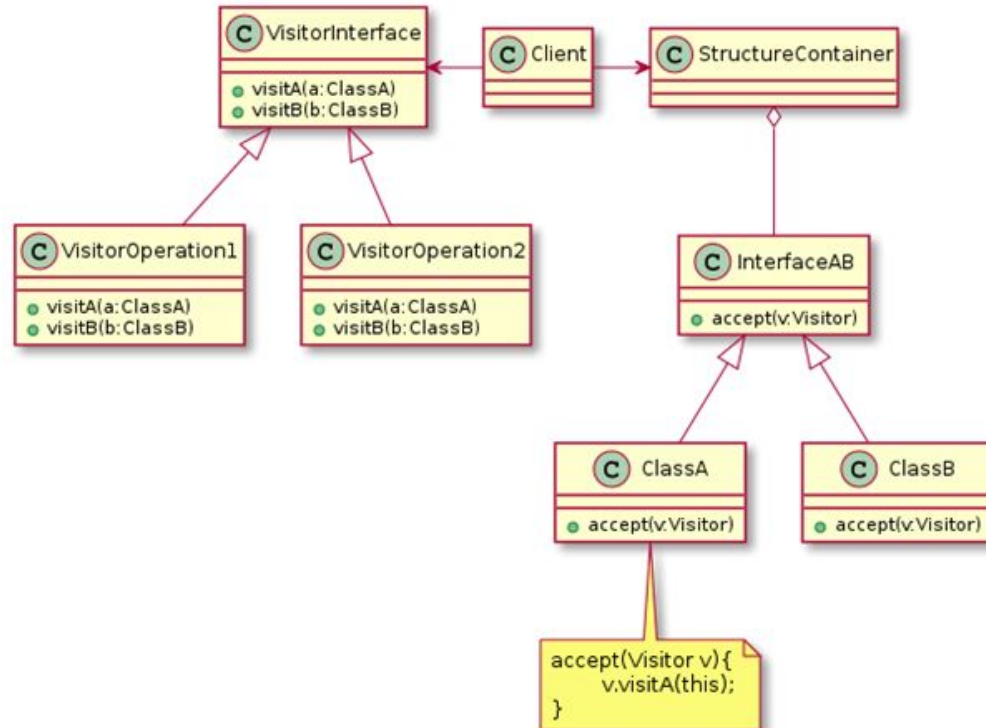 C VisitorInterface
visitA(a:ClassA)
visitB(b:ClassB)
C Client
C StructureContainer
C VisitorOperation1
visitA(a:ClassA)
visitB(b:ClassB)
C VisitorOperation2
visitA(a:ClassA)
visitB(b:ClassB)
C InterfaceAB
accept(v:Visitor)
C ClassA
accept(v:Visitor)
C ClassB
accept(v:Visitor)
accept(Visitor v){
v.visitA(this);
}